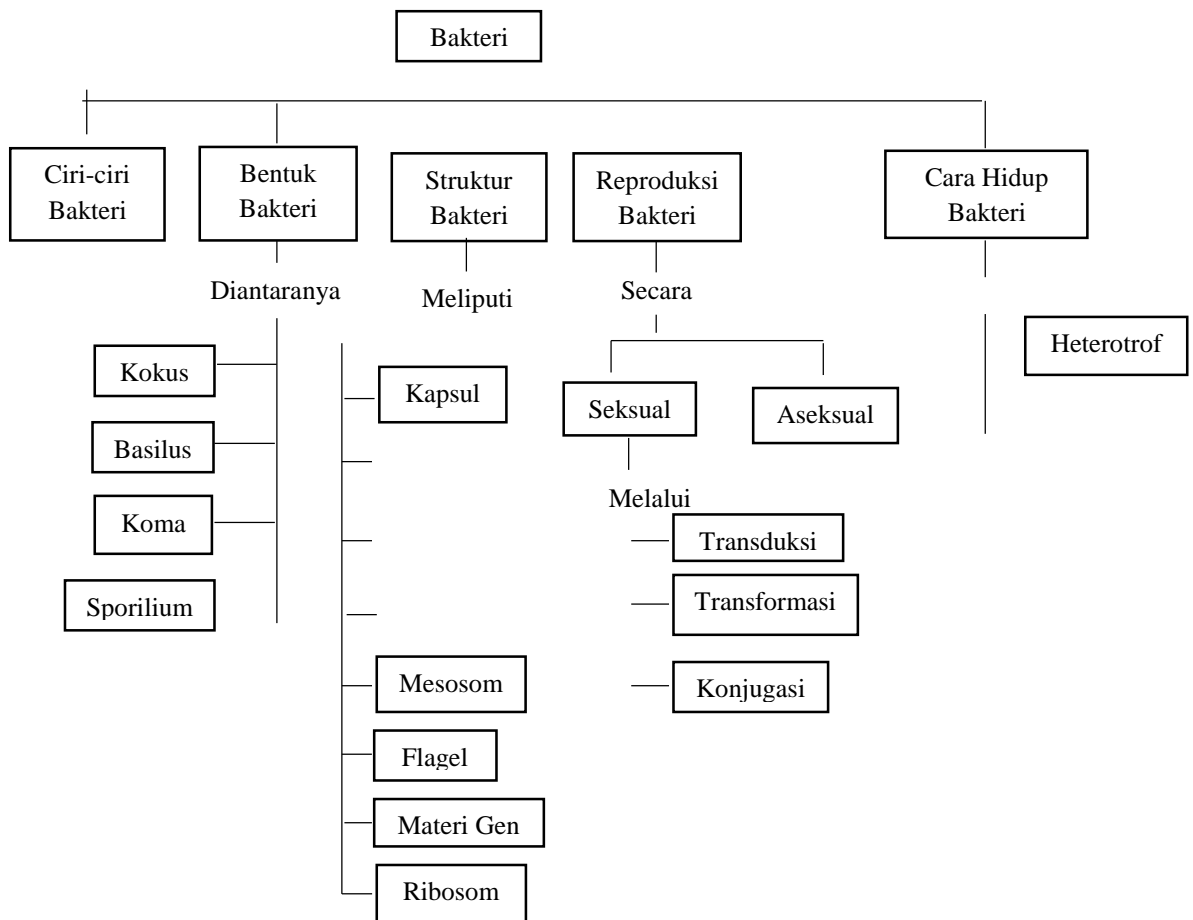 Bakteri
Ciri-ciri
Bakteri
Bentuk
Bakteri
Struktur
Bakteri
Reproduksi
Bakteri
Cara Hidup
Bakteri
Diantaranya
Meliputi
Secara
Kokus
Basilus
Koma
Sporilium
Kapsul
Mesosom
Flagel
Materi Gen
Ribosom
Seksual
Aseksual
Melalui
Transduksi
Transformasi
Konjugasi
Heterotrof